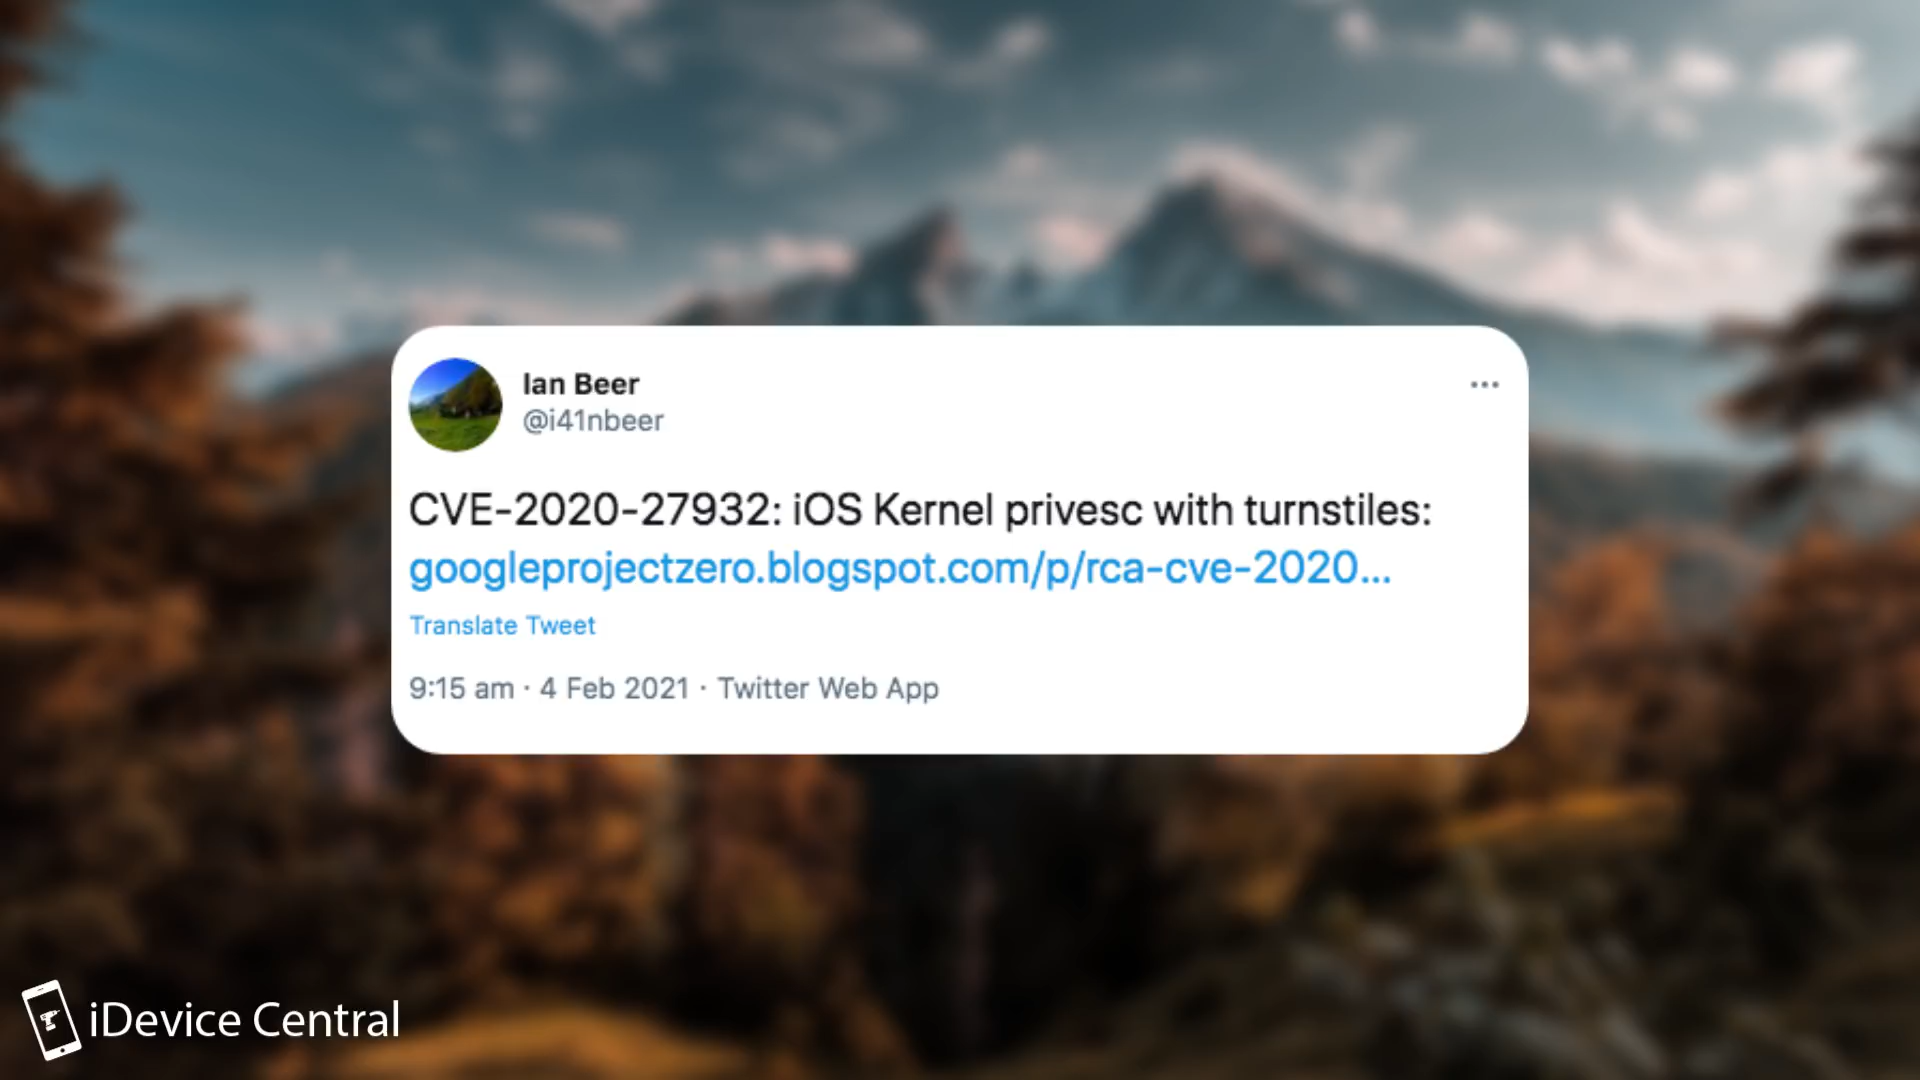 Ian Beer
@i41nbeer
CVE-2020-27932: iOS Kernel privesc with turnstiles:
googleprojectzero.blogspot.com/p/rca-cve-2020...
Translate Tweet
9:15 am · 4 Feb 2021 · Twitter Web App
iDevice Central